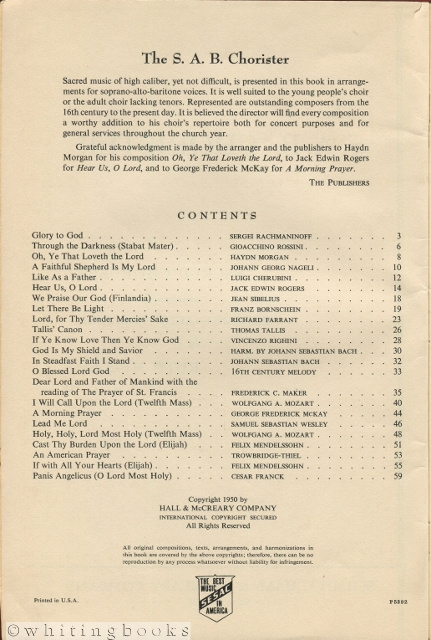 The S. A. B. Chorister
Sacred music of high caliber, yet not difficult, is presented in this book in arrange-
ments for soprano-alto-baritone voices. It is well suited to the young people's choir
or the adult choir lacking tenors. Represented are outstanding composers from the
16th century to the present day. It is believed the director will find every composition
a worthy addition to his choir's repertoire both for concert purposes and for
general services throughout the church year.
Grateful acknowledgment is made by the arranger and the publishers to Haydn
Morgan for his composition Oh, Ye That Loveth the Lord, to Jack Edwin Rogers
for Hear Us, O Lord, and to George Frederick McKay for A Morning Prayer.
THE PUBLISHERS
CONTENTS
Glory to God . . . . . . . . . SERGEI RACHMANINOFF . . . . . . 3
Through the Darkness (Stabat Mater) . . . . . GIOACCHINO ROSSINI . . . . . . 6
Oh, Ye That Loveth the Lord . . . . . . HAYDN MORGAN . . . . . . 8
A Faithful Shepherd Is My Lord . . . . . JOHANN GEORG NAGELI . . . . . . 10
Like As a Father . . . . . . . . LUIGI CHERUBINI . . . . . . 12
Hear Us, O Lord . . . . . . . . JACK EDWIN ROGERS . . . . . . 14
We Praise Our God (Finlandia) . . . . . . JEAN SIBELIUS . . . . . . 18
Let There Be Light . . . . . . . FRANZ BORNSCHEIN . . . . . . 19
Lord, for Thy Tender Mercies' Sake . . . . RICHARD FARRANT . . . . . . 23
Tallis' Canon . . . . . . . . THOMAS TALLIS . . . . . . 26
If Ye Know Love Then Ye Know God . . . . VINCENZO RIGHINI . . . . . . 28
God Is My Shield and Savior . . . . . HARM. BY JOHANN SEBASTIAN BACH . . . . 30
In Steadfast Faith I Stand . . . . . . JOHANN SEBASTIAN BACH . . . . . 32
O Blessed Lord God . . . . . . . 16TH CENTURY MELODY . . . . . 33
Dear Lord and Father of Mankind with the
reading of The Prayer of St. Francis . . . . FREDERICK C. MAKER . . . . . . 35
I Will Call Upon the Lord (Twelfth Mass) . . . WOLFGANG A. MOZART . . . . . . 40
A Morning Prayer . . . . . . . GEORGE FREDERICK MCKAY . . . . . 44
Lead Me Lord . . . . . . . . SAMUEL SEBASTIAN WESLEY . . . . . 46
Holy, Holy, Lord Most Holy (Twelfth Mass) . . . WOLFGANG A. MOZART . . . . . . 48
Cast Thy Burden Upon the Lord (Elijah) . . . . FELIX MENDELSSOHN . . . . . . 51
An American Prayer . . . . . . . TROWBRIDGE-THIEL . . . . . . 53
If with All Your Hearts (Elijah) . . . . . . FELIX MENDELSSOHN . . . . . . 55
Panis Angelicus (O Lord Most Holy) . . . . . CESAR FRANCK . . . . . . 59
Copyright 1950 by
HALL & McCREARY COMPANY
INTERNATIONAL COPYRIGHT SECURED
All Rights Reserved
All original compositions, texts, arrangements, and harmonizations in
this book are covered by the above copyright; therefore, there can be no
reproduction by any process whatsoever without liability for infringement.
THE BEST
MUSIC
SESAC
IN
AMERICA
Printed in U.S.A.
P5892
©whitingbooks